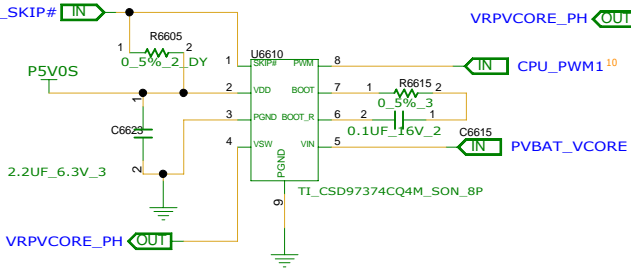 _SKIP# IN
VRPVCORE_PH OUT
R6605
1 2
0_5%_2_DY
P5V0S
U6610
1 SKIP# PWM 8
IN CPU_PWM1 10
2 VDD BOOT 7
1 R6615 2
0_5%_3
3 PGND BOOT_R 6
2 1
0.1UF_16V_2
C6615
4 VSW VIN 5
IN PVBAT_VCORE
1
C6623
2
2.2UF_6.3V_3
PGND
9
TI_CSD97374CQ4M_SON_8P
VRPVCORE_PH OUT